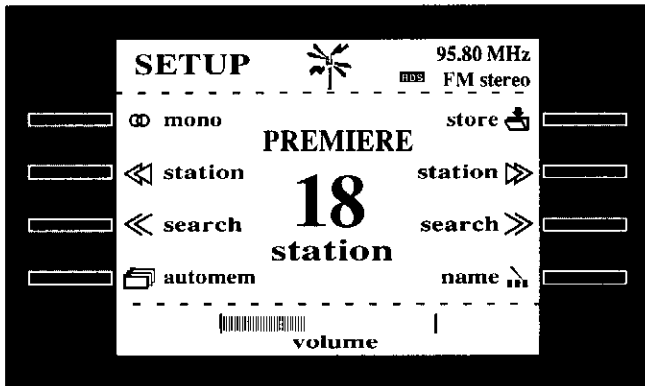 SETUP 95.80 MHz
RDS FM stereo
mono store
PREMIERE
station station
18
search search
station
automem name
volume